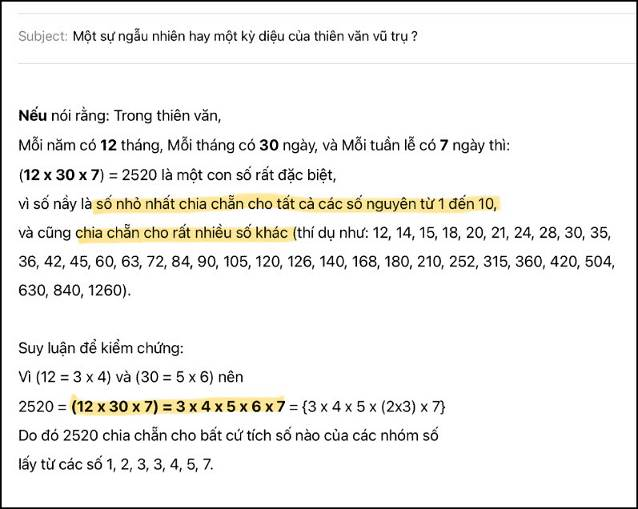 Subject: Một sự ngẫu nhiên hay một kỳ diệu của thiên văn vũ trụ ?
Nếu nói rằng: Trong thiên văn,
Mỗi năm có 12 tháng, Mỗi tháng có 30 ngày, và Mỗi tuần lễ có 7 ngày thì:
(12 x 30 x 7) = 2520 là một con số rất đặc biệt,
vì số nầy là số nhỏ nhất chia chẵn cho tất cả các số nguyên từ 1 đến 10,
và cũng chia chẵn cho rất nhiều số khác (thí dụ như: 12, 14, 15, 18, 20, 21, 24, 28, 30, 35,
36, 42, 45, 60, 63, 72, 84, 90, 105, 120, 126, 140, 168, 180, 210, 252, 315, 360, 420, 504,
630, 840, 1260).
Suy luận để kiểm chứng:
Vì (12 = 3 x 4) và (30 = 5 x 6) nên
2520 = (12 x 30 x 7) = 3 x 4 x 5 x 6 x 7 = {3 x 4 x 5 x (2x3) x 7}
Do đó 2520 chia chẵn cho bất cứ tích số nào của các nhóm số
lấy từ các số 1, 2, 3, 3, 4, 5, 7.